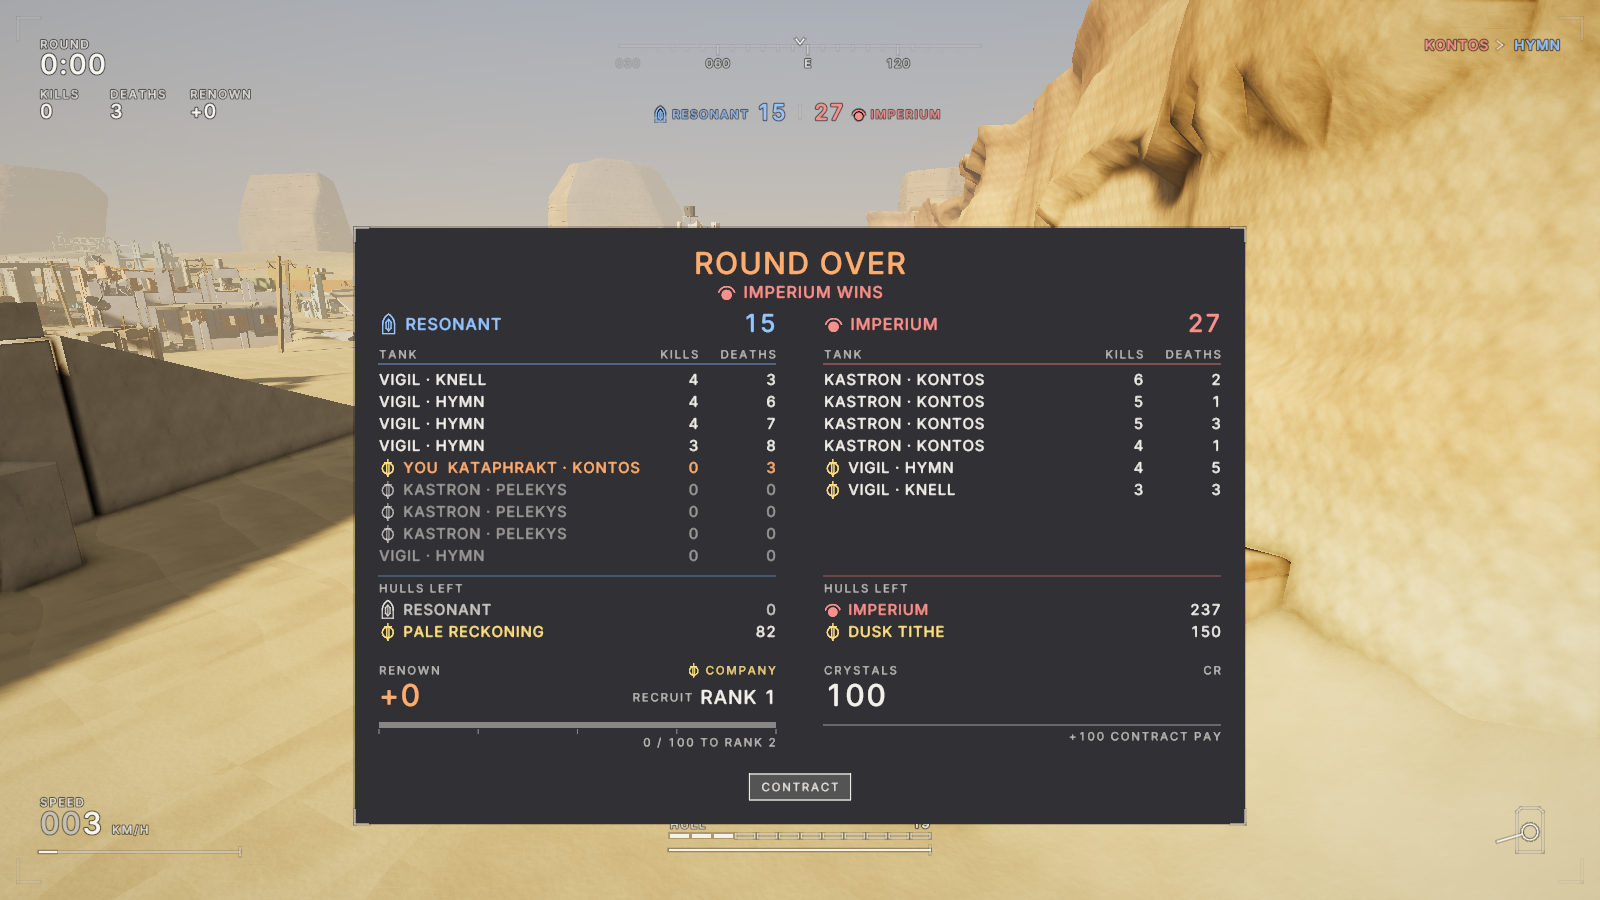 ROUND
0:00
KILLS DEATHS RENOWN
0 3 +0
030 060 E 120
RESONANT 15 27 IMPERIUM
KONTOS > HYMN
ROUND OVER
IMPERIUM WINS
RESONANT 15
TANK KILLS DEATHS
VIGIL · KNELL 4 3
VIGIL · HYMN 4 6
VIGIL · HYMN 4 7
VIGIL · HYMN 3 8
YOU KATAPHRAKT · KONTOS 0 3
KASTRON · PELEKYS 0 0
KASTRON · PELEKYS 0 0
KASTRON · PELEKYS 0 0
VIGIL · HYMN 0 0
HULLS LEFT
RESONANT 0
PALE RECKONING 82
IMPERIUM 27
TANK KILLS DEATHS
KASTRON · KONTOS 6 2
KASTRON · KONTOS 5 1
KASTRON · KONTOS 5 3
KASTRON · KONTOS 4 1
VIGIL · HYMN 4 5
VIGIL · KNELL 3 3
HULLS LEFT
IMPERIUM 237
DUSK TITHE 150
RENOWN COMPANY
+0 RECRUIT RANK 1
0 / 100 TO RANK 2
CRYSTALS CR
100
+100 CONTRACT PAY
CONTRACT
SPEED
003 KM/H
HULL